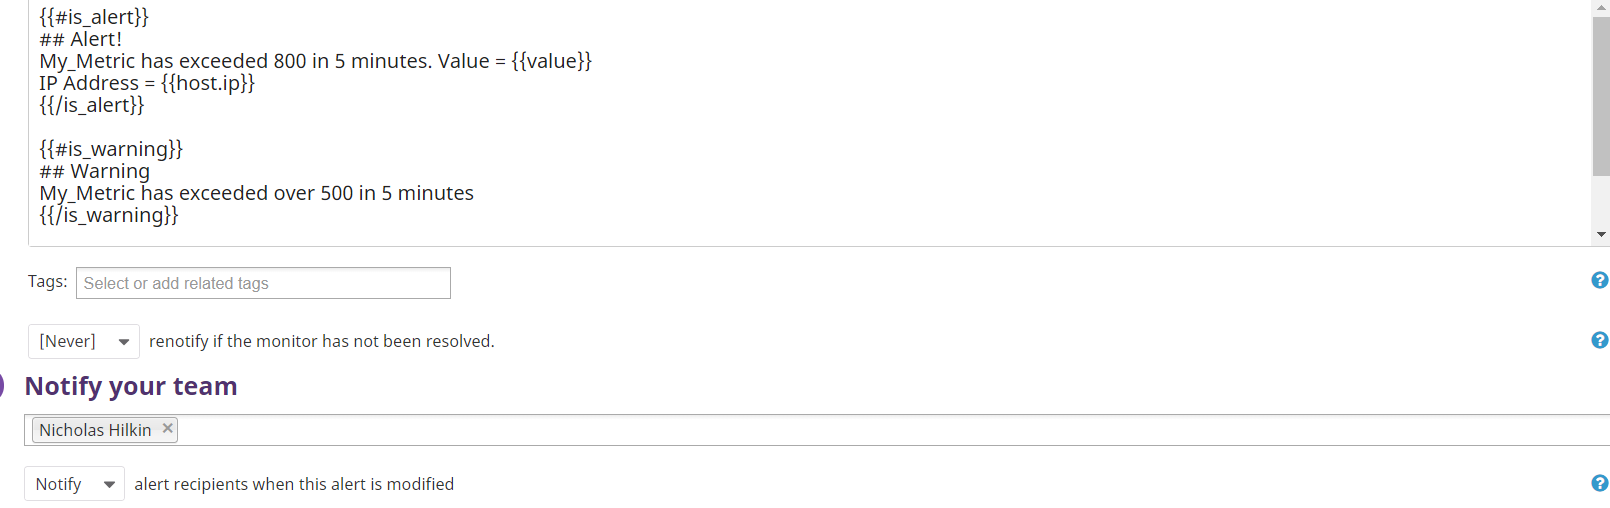 {{#is_alert}}
## Alert!
My_Metric has exceeded 800 in 5 minutes. Value = {{value}}
IP Address = {{host.ip}}
{{/is_alert}}
{{#is_warning}}
## Warning
My_Metric has exceeded over 500 in 5 minutes
{{/is_warning}}
Tags: Select or add related tags ?
[Never] renotify if the monitor has not been resolved. ?
Notify your team
Nicholas Hilkin ×
Notify alert recipients when this alert is modified ?